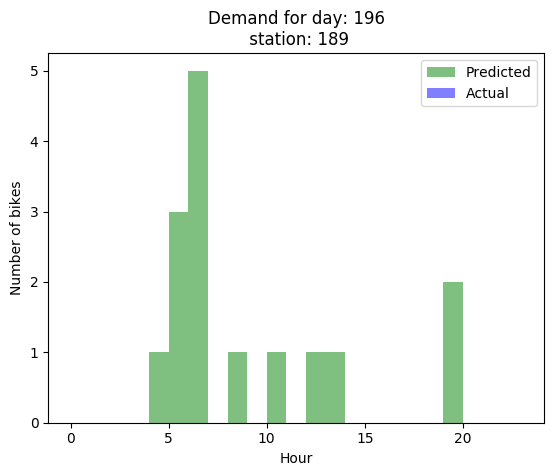 Demand for day: 196
station: 189
Predicted
Actual
Number of bikes
5
4
3
2
1
0
0
5
10
15
20
Hour